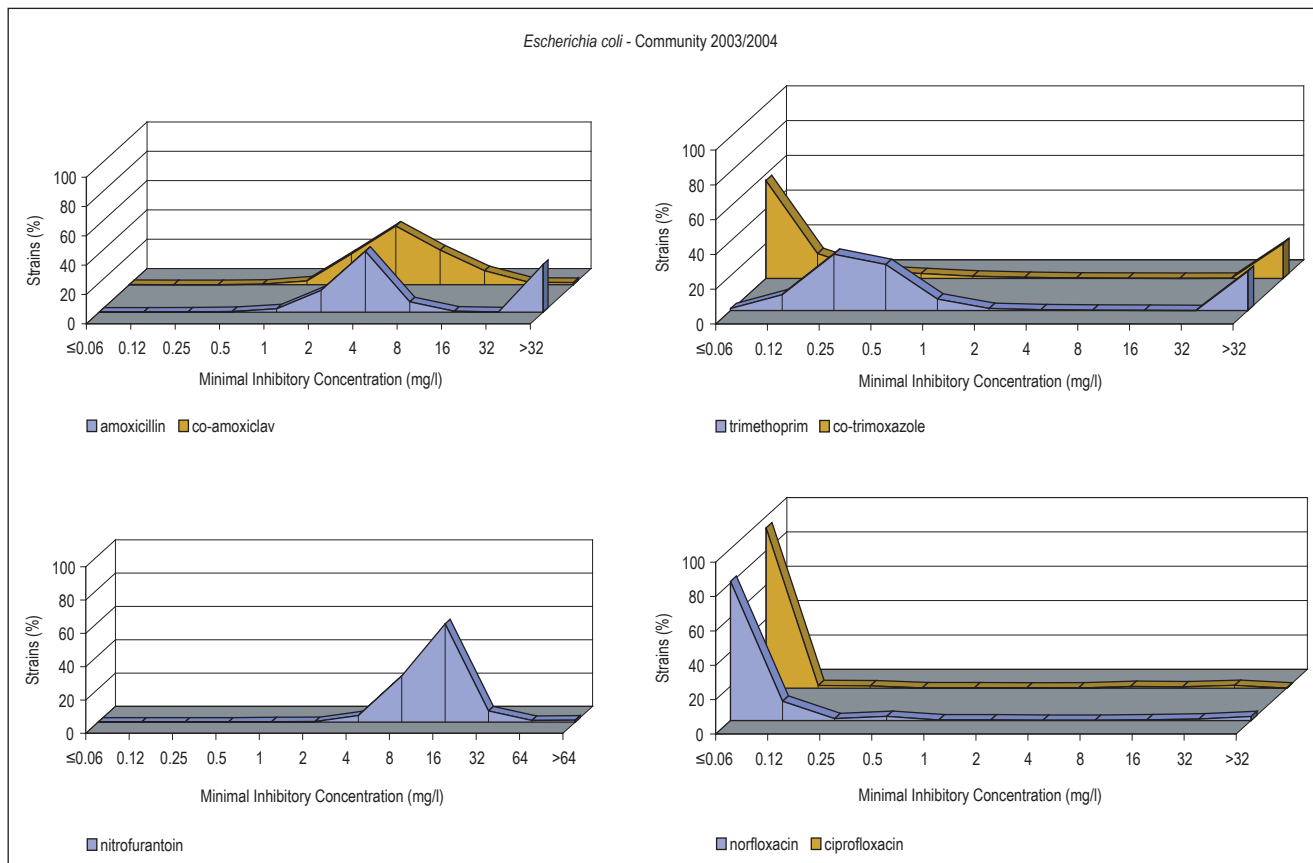 Escherichia coli - Community 2003/2004
Strains (%)
100
80
60
40
20
0
≤0.06 0.12 0.25 0.5 1 2 4 8 16 32 >32
Minimal Inhibitory Concentration (mg/l)
amoxicillin co-amoxiclav
Strains (%)
100
80
60
40
20
0
≤0.06 0.12 0.25 0.5 1 2 4 8 16 32 >32
Minimal Inhibitory Concentration (mg/l)
trimethoprim co-trimoxazole
Strains (%)
100
80
60
40
20
0
≤0.06 0.12 0.25 0.5 1 2 4 8 16 32 64 >64
Minimal Inhibitory Concentration (mg/l)
nitrofurantoin
Strains (%)
100
80
60
40
20
0
≤0.06 0.12 0.25 0.5 1 2 4 8 16 32 >32
Minimal Inhibitory Concentration (mg/l)
norfloxacin ciprofloxacin